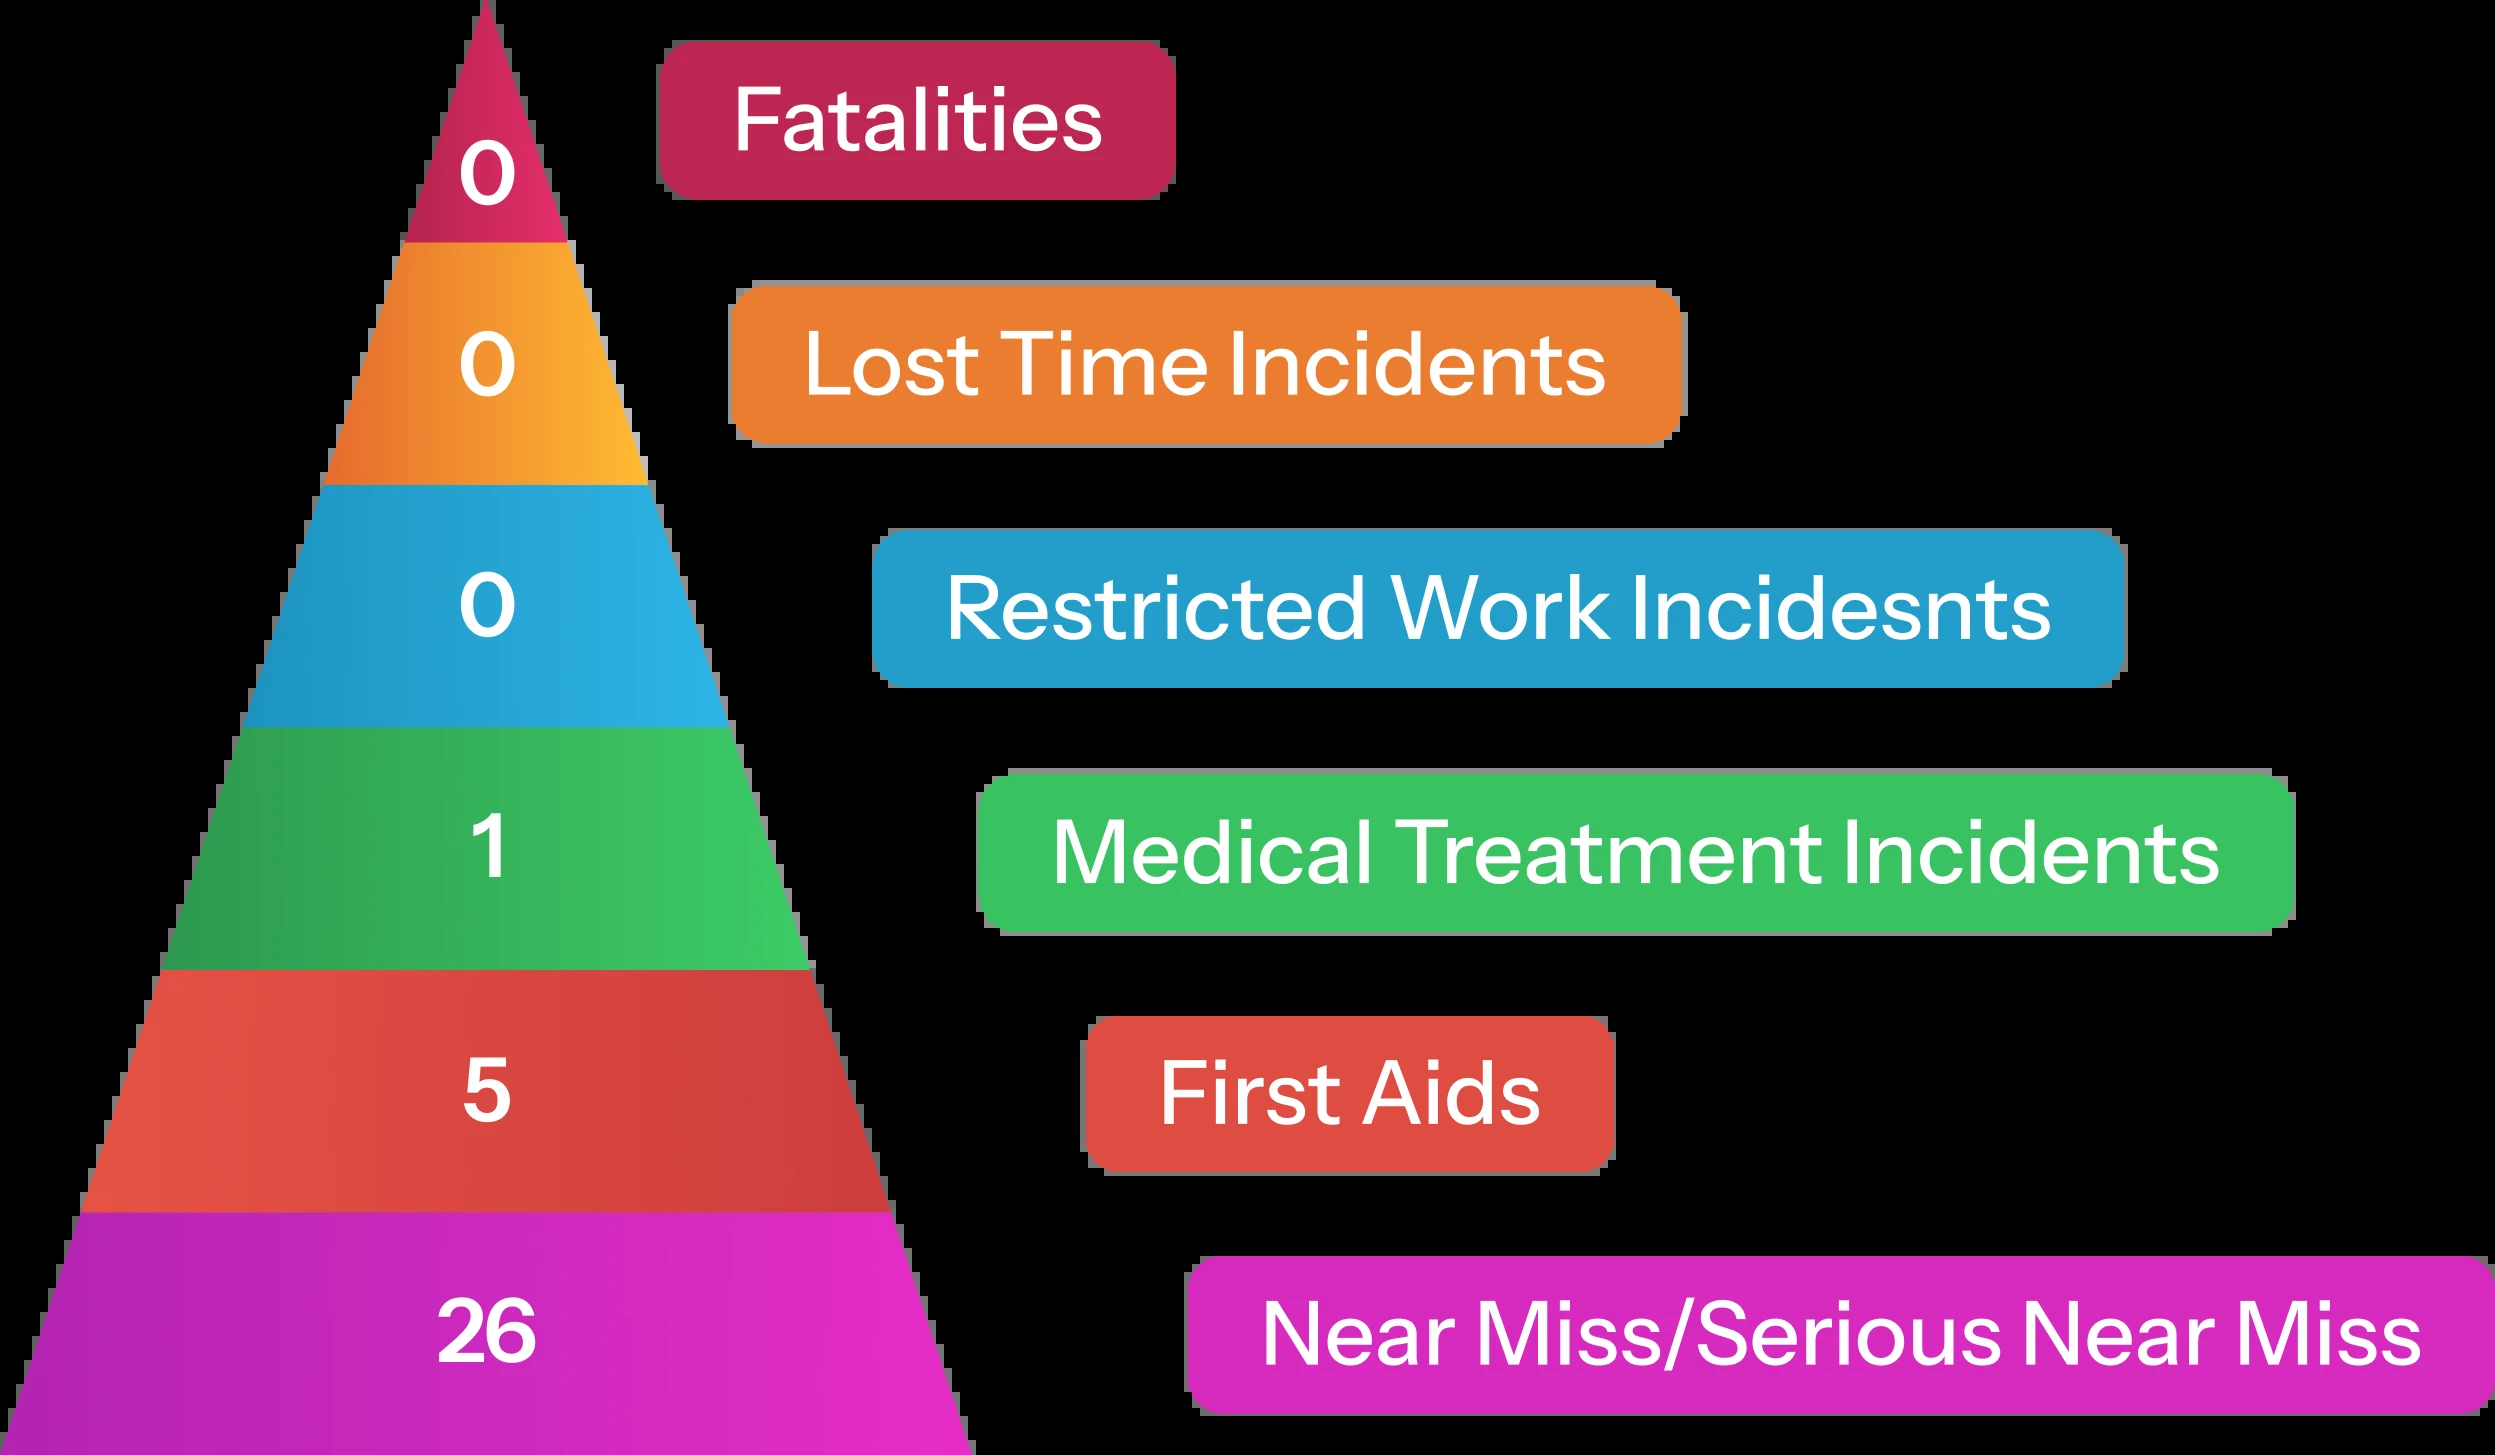 0
Fatalities
0
Lost Time Incidents
0
Restricted Work Incidesnts
1
Medical Treatment Incidents
5
First Aids
26
Near Miss/Serious Near Miss